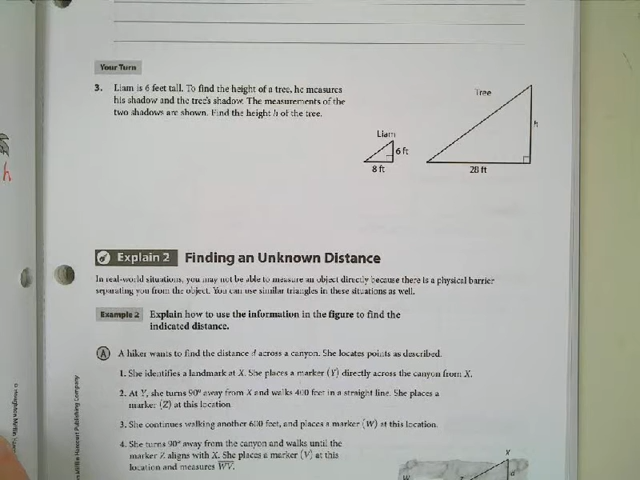 Your Turn
3. Liam is 6 feet tall. To find the height of a tree, he measures
his shadow and the tree's shadow. The measurements of the
two shadows are shown. Find the height h of the tree.
Tree
h
Liam
6 ft
8 ft
28 ft
h
Explain 2 Finding an Unknown Distance
In real-world situations, you may not be able to measure an object directly because there is a physical barrier
separating you from the object. You can use similar triangles in these situations as well.
Example 2 Explain how to use the information in the figure to find the
indicated distance.
A A hiker wants to find the distance d across a canyon. She locates points as described.
1. She identifies a landmark at X. She places a marker (Y) directly across the canyon from X.
2. At Y, she turns 90° away from X and walks 400 feet in a straight line. She places a
marker (Z) at this location
3. She continues walking another 600 feet, and places a marker (W) at this location.
4. She turns 90° away from the canyon and walks until the
marker Z aligns with X. She places a marker (V) at this
location and measures WV.
X
d
W
Harcourt Publishing Company